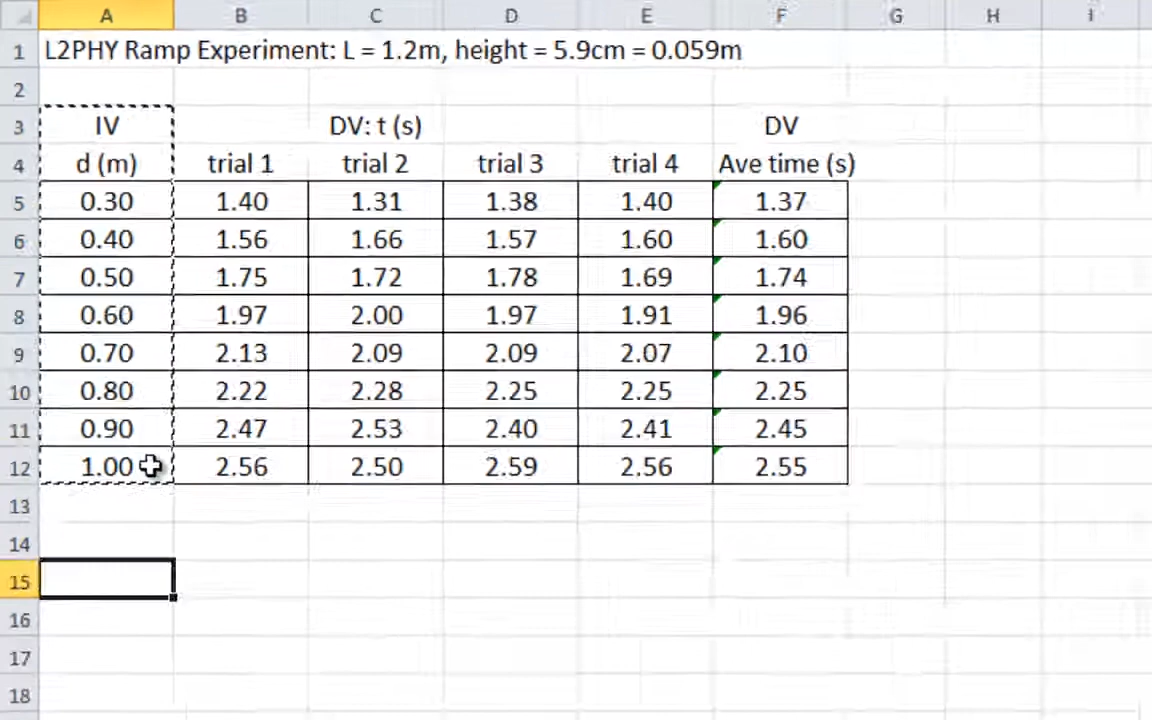 A B C D E F G H I
1 L2PHY Ramp Experiment: L = 1.2m, height = 5.9cm = 0.059m
2
3 IV DV: t (s) DV
4 d (m) trial 1 trial 2 trial 3 trial 4 Ave time (s)
5 0.30 1.40 1.31 1.38 1.40 1.37
6 0.40 1.56 1.66 1.57 1.60 1.60
7 0.50 1.75 1.72 1.78 1.69 1.74
8 0.60 1.97 2.00 1.97 1.91 1.96
9 0.70 2.13 2.09 2.09 2.07 2.10
10 0.80 2.22 2.28 2.25 2.25 2.25
11 0.90 2.47 2.53 2.40 2.41 2.45
12 1.00 2.56 2.50 2.59 2.56 2.55
13
14
15
16
17
18